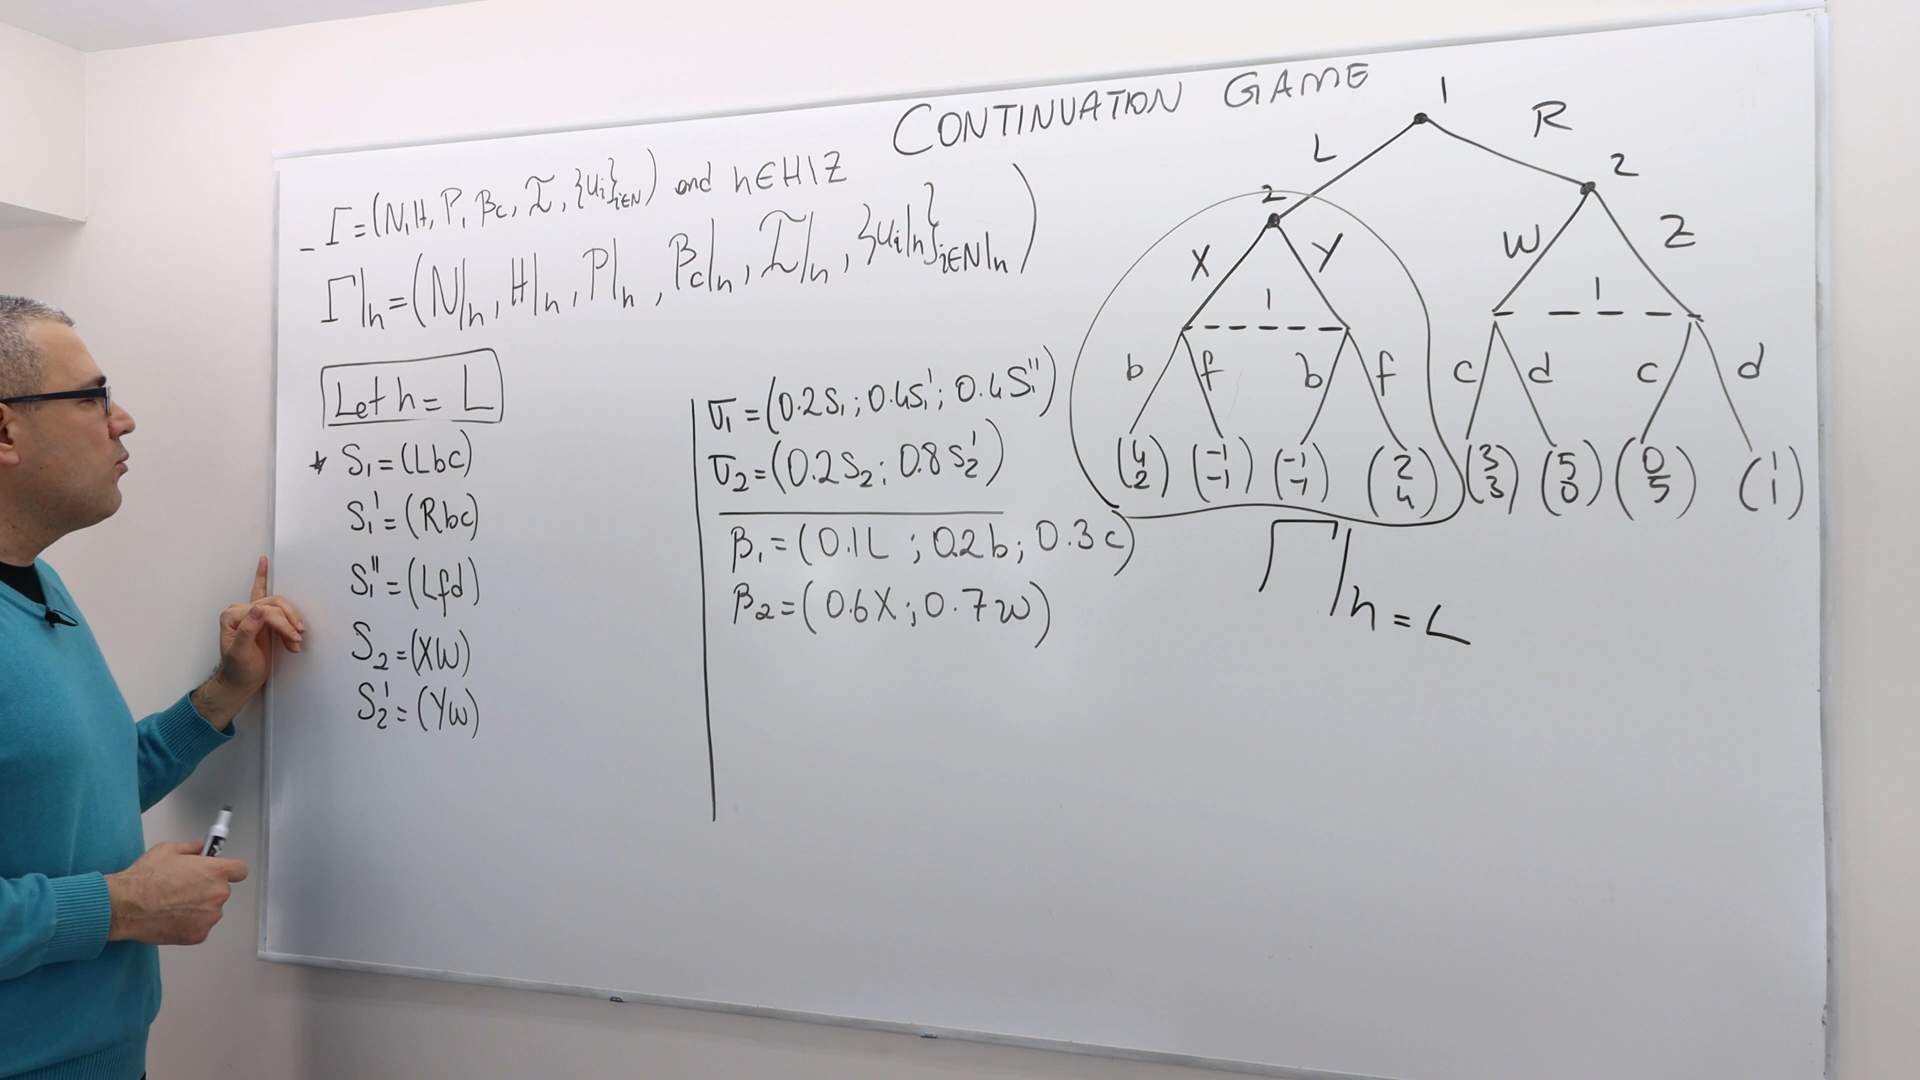 CONTINUATION GAME
- Γ = (N, H, P, βc, Ĩ, {ui}i∈N) and h∈H\Z
Γ|h = (N|h, H|h, P|h, βc|h, Ĩ|h, {ui|h}i∈N|h)
Let h = L
* S₁ = (Lbc)
S₁' = (Rbc)
S₁'' = (Lfd)
S₂ = (XW)
S₂' = (YW)
σ₁ = (0.2S₁; 0.4S₁'; 0.4S₁'')
σ₂ = (0.2S₂; 0.8S₂')
β₁ = (0.1L; 0.2b; 0.3c)
β₂ = (0.6X; 0.7W)
1
L R
2 2
X Y W Z
1 1
b f b f c d c d
(4 (-1 (-1 (2 (3 (5 (0 (1
2) -1) -1) 4) 3) 0) 5) 1)
Γ|h = L